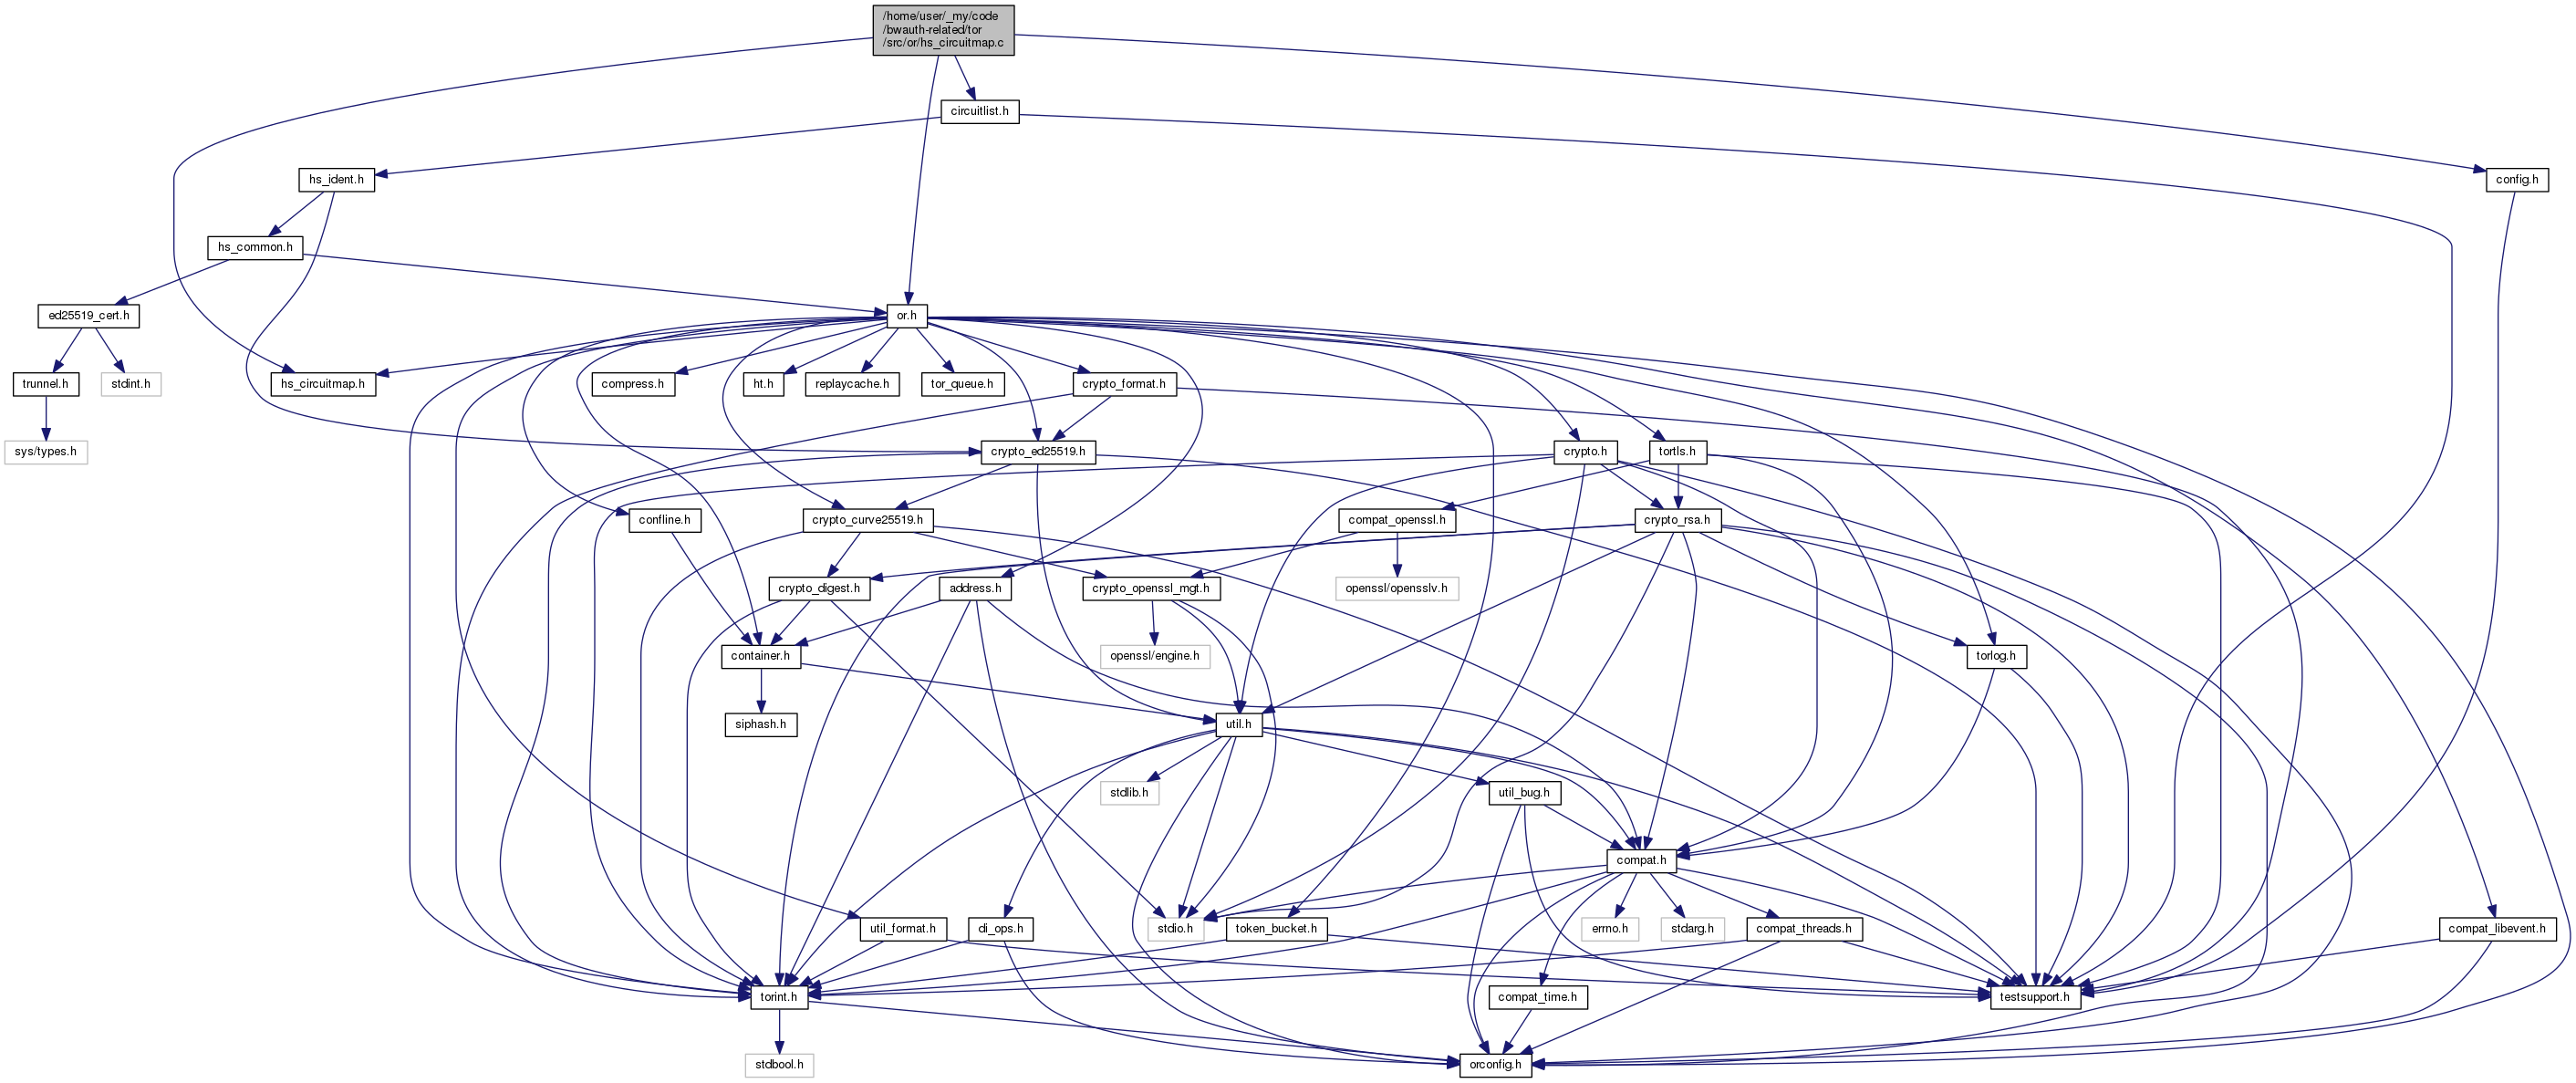 /home/user/_my/code
/bwauth-related/tor
/src/or/hs_circuitmap.c
circuitlist.h
hs_ident.h
config.h
hs_common.h
ed25519_cert.h
or.h
trunnel.h
stdint.h
hs_circuitmap.h
compress.h
ht.h
replaycache.h
tor_queue.h
crypto_format.h
sys/types.h
crypto_ed25519.h
crypto.h
tortls.h
confline.h
crypto_curve25519.h
compat_openssl.h
crypto_rsa.h
crypto_digest.h
address.h
crypto_openssl_mgt.h
openssl/opensslv.h
container.h
openssl/engine.h
torlog.h
siphash.h
util.h
stdlib.h
util_bug.h
compat.h
util_format.h
di_ops.h
stdio.h
token_bucket.h
errno.h
stdarg.h
compat_threads.h
compat_libevent.h
torint.h
compat_time.h
testsupport.h
stdbool.h
orconfig.h